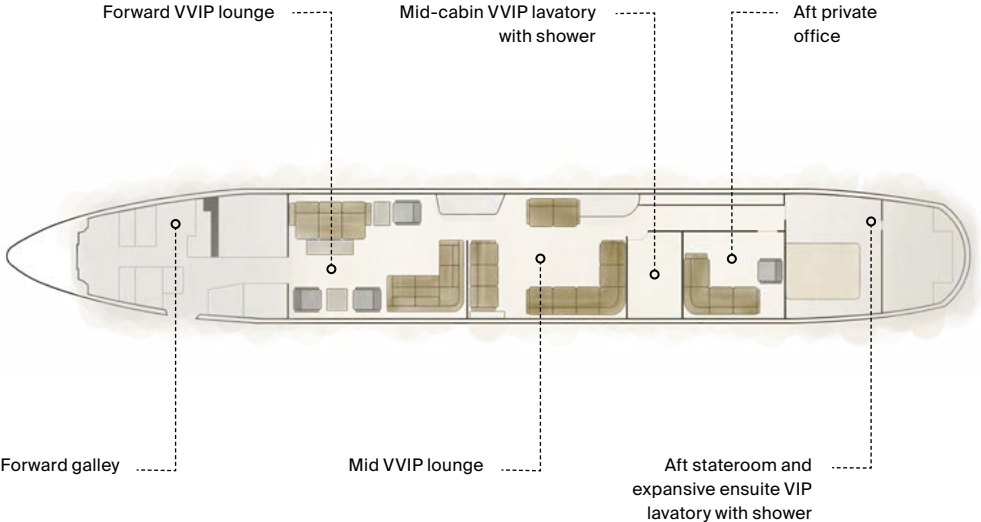 Forward VVIP lounge
Mid-cabin VVIP lavatory
with shower
Aft private
office
Forward galley
Mid VVIP lounge
Aft stateroom and
expansive ensuite VIP
lavatory with shower